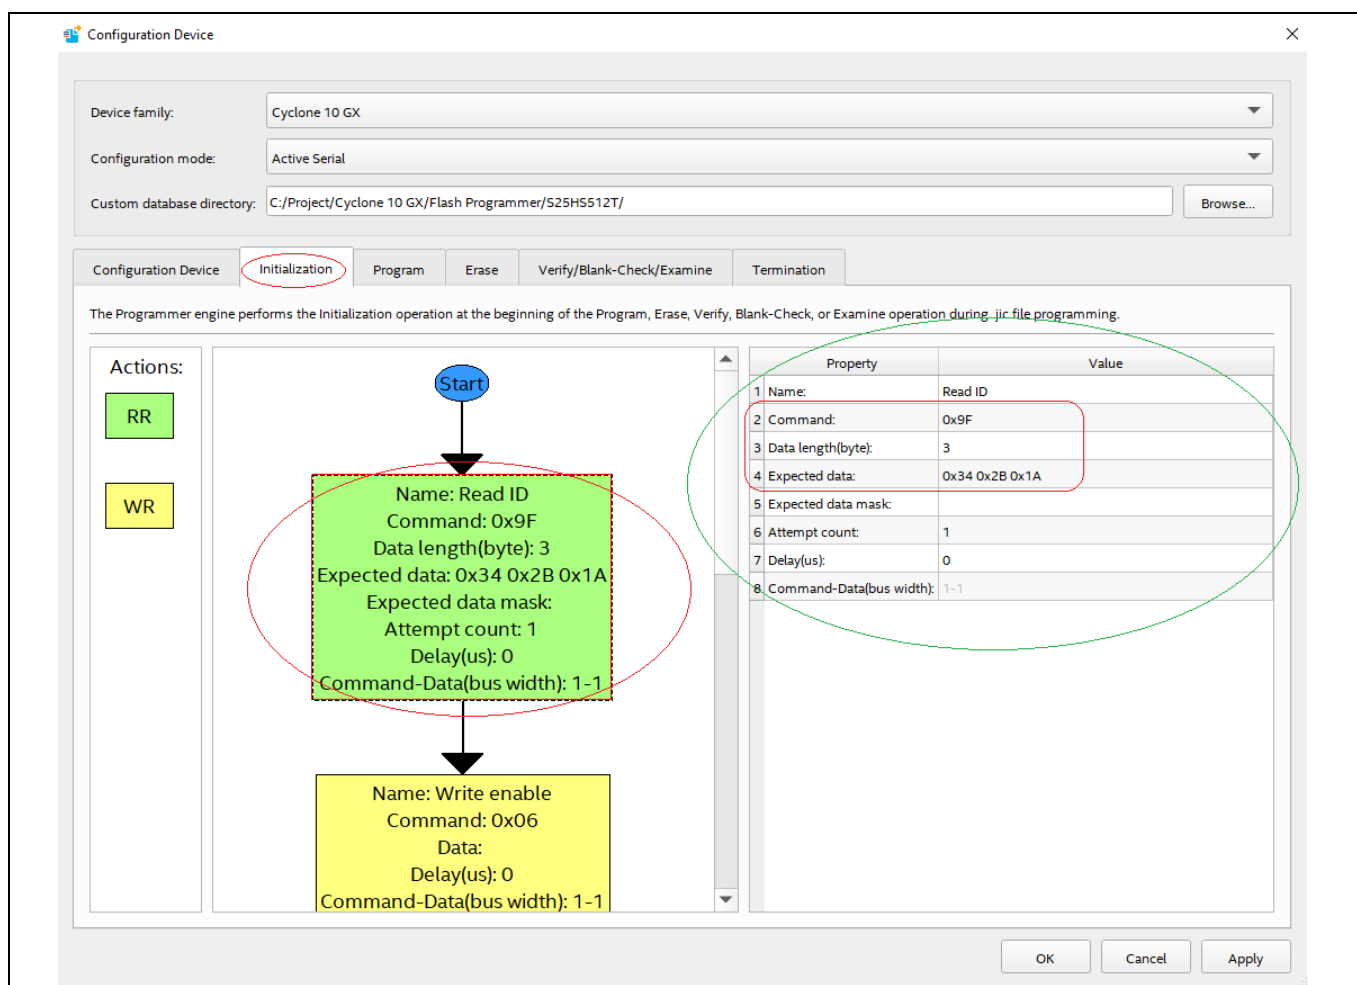 Configuration Device
Device family: Cyclone 10 GX
Configuration mode: Active Serial
Custom database directory: C:/Project/Cyclone 10 GX/Flash Programmer/S25HS512T/ Browse...
Configuration Device Initialization Program Erase Verify/Blank-Check/Examine Termination
The Programmer engine performs the Initialization operation at the beginning of the Program, Erase, Verify, Blank-Check, or Examine operation during .jic file programming.
Actions:
RR
WR
Start
Name: Read ID
Command: 0x9F
Data length(byte): 3
Expected data: 0x34 0x2B 0x1A
Expected data mask:
Attempt count: 1
Delay(us): 0
Command-Data(bus width): 1-1
Name: Write enable
Command: 0x06
Data:
Delay(us): 0
Command-Data(bus width): 1-1
Property Value
1 Name: Read ID
2 Command: 0x9F
3 Data length(byte): 3
4 Expected data: 0x34 0x2B 0x1A
5 Expected data mask:
6 Attempt count: 1
7 Delay(us): 0
8 Command-Data(bus width): 1-1
OK Cancel Apply